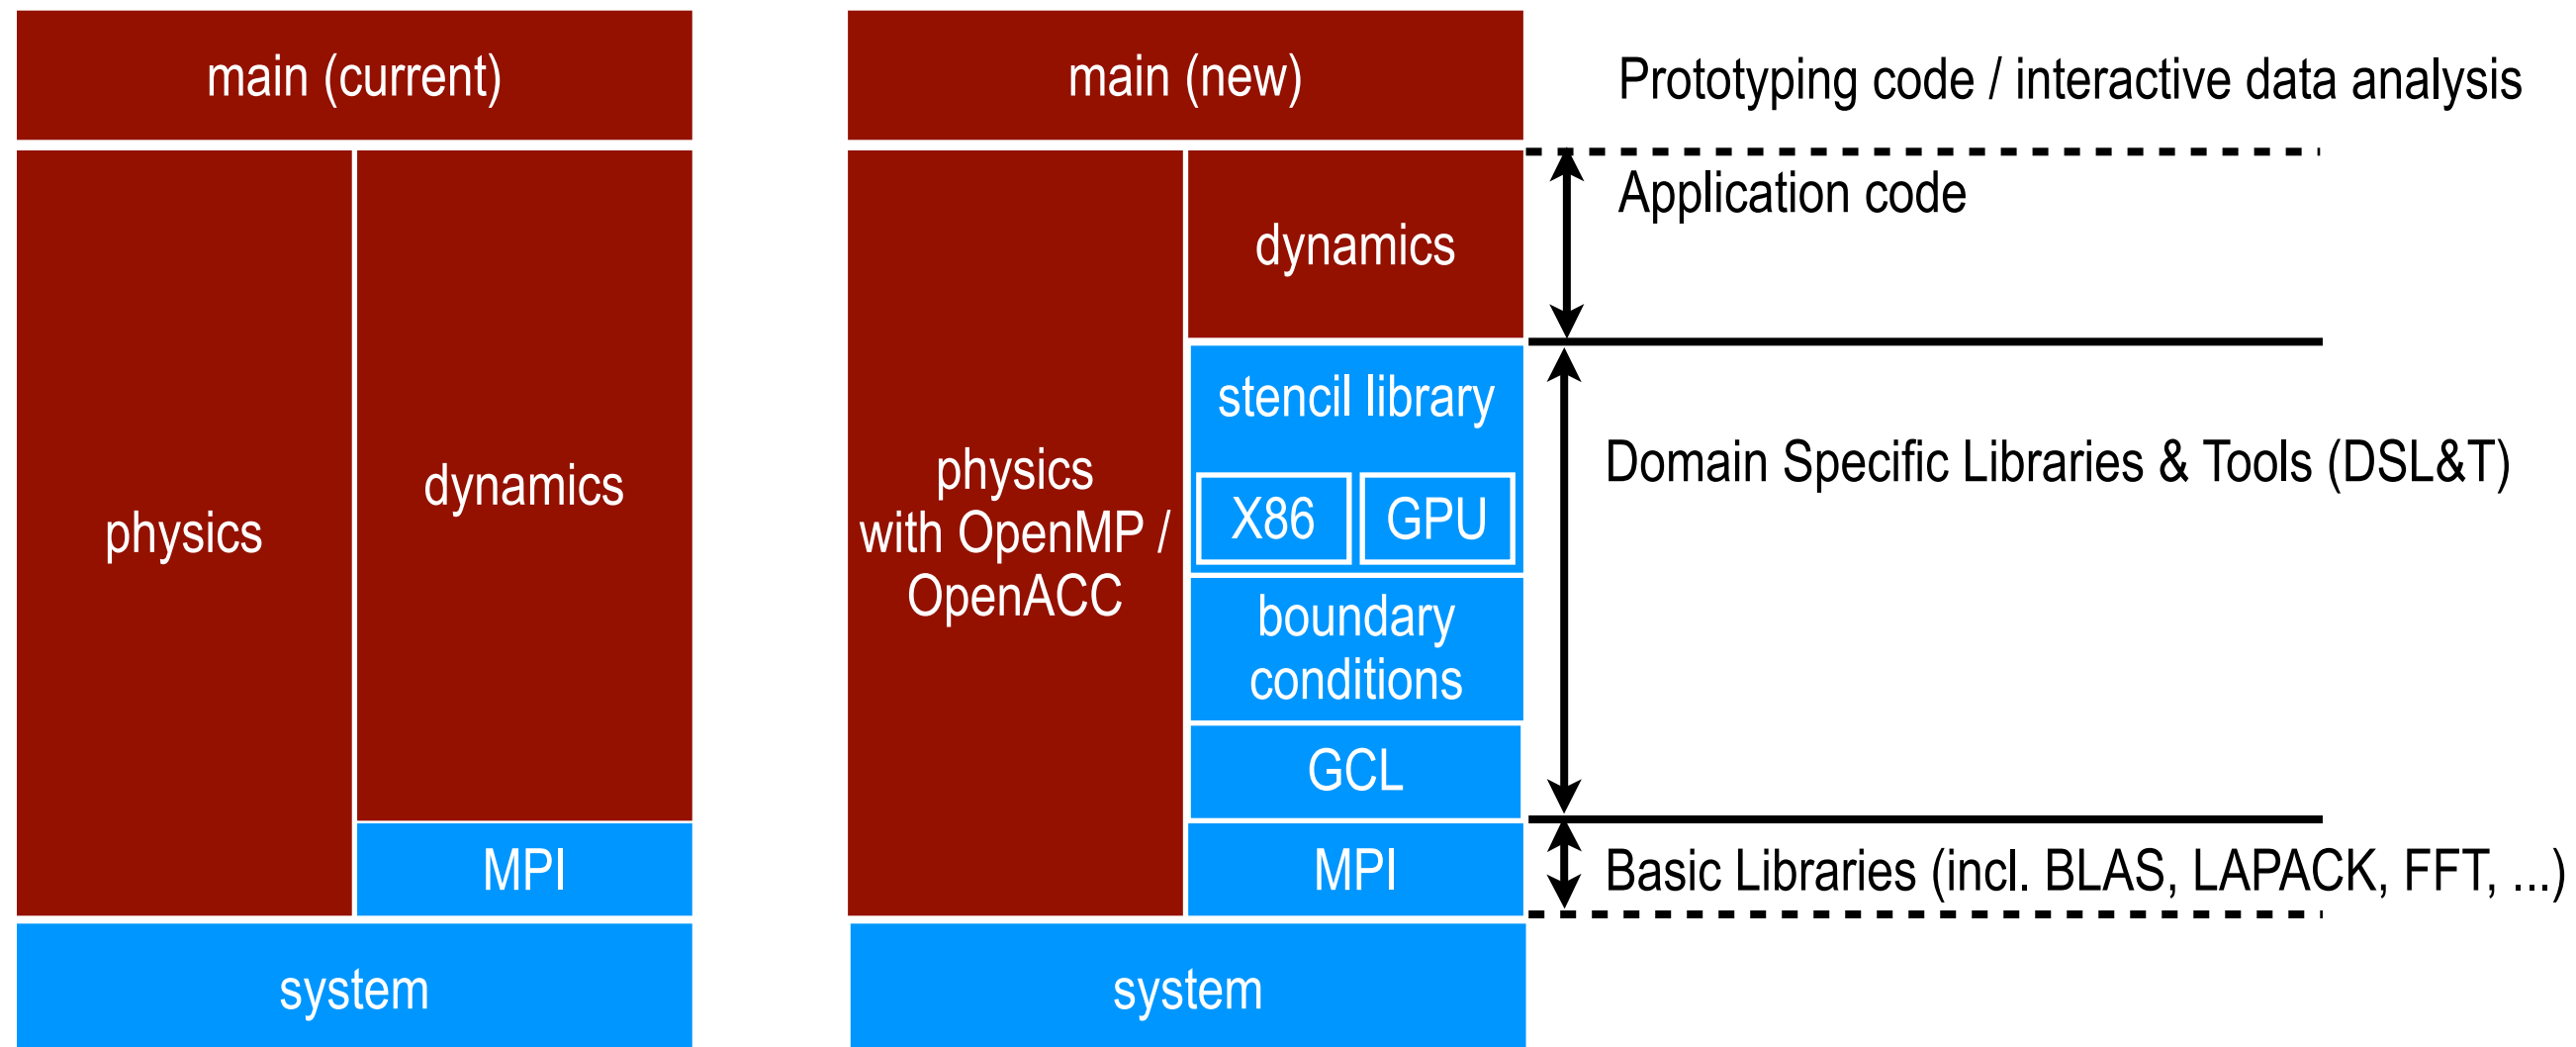 main (current)
physics
dynamics
MPI
system
main (new)
physics
with OpenMP /
OpenACC
dynamics
stencil library
X86
GPU
boundary
conditions
GCL
MPI
system
Prototyping code / interactive data analysis
Application code
Domain Specific Libraries & Tools (DSL&T)
Basic Libraries (incl. BLAS, LAPACK, FFT, ...)